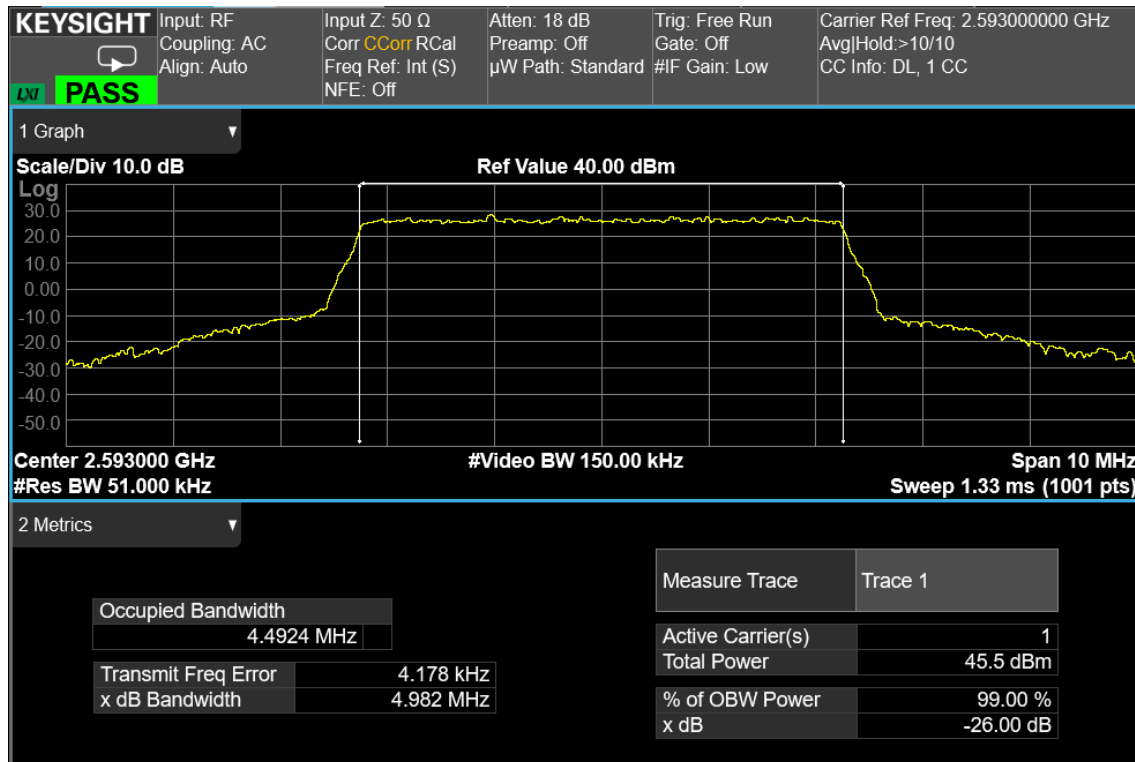 KEYSIGHT Input: RF Input Z: 50 Ω Atten: 18 dB Trig: Free Run Carrier Ref Freq: 2.593000000 GHz
Coupling: AC Corr CCorr RCal Preamp: Off Gate: Off Avg|Hold:>10/10
Align: Auto Freq Ref: Int (S) µW Path: Standard #IF Gain: Low CC Info: DL, 1 CC
LXI PASS NFE: Off
1 Graph
Scale/Div 10.0 dB Ref Value 40.00 dBm
Log
30.0
20.0
10.0
0.00
-10.0
-20.0
-30.0
-40.0
-50.0
Center 2.593000 GHz #Video BW 150.00 kHz Span 10 MHz
#Res BW 51.000 kHz Sweep 1.33 ms (1001 pts)
2 Metrics
Measure Trace Trace 1
Occupied Bandwidth
4.4924 MHz
Active Carrier(s) 1
Total Power 45.5 dBm
Transmit Freq Error 4.178 kHz
x dB Bandwidth 4.982 MHz
% of OBW Power 99.00 %
x dB -26.00 dB